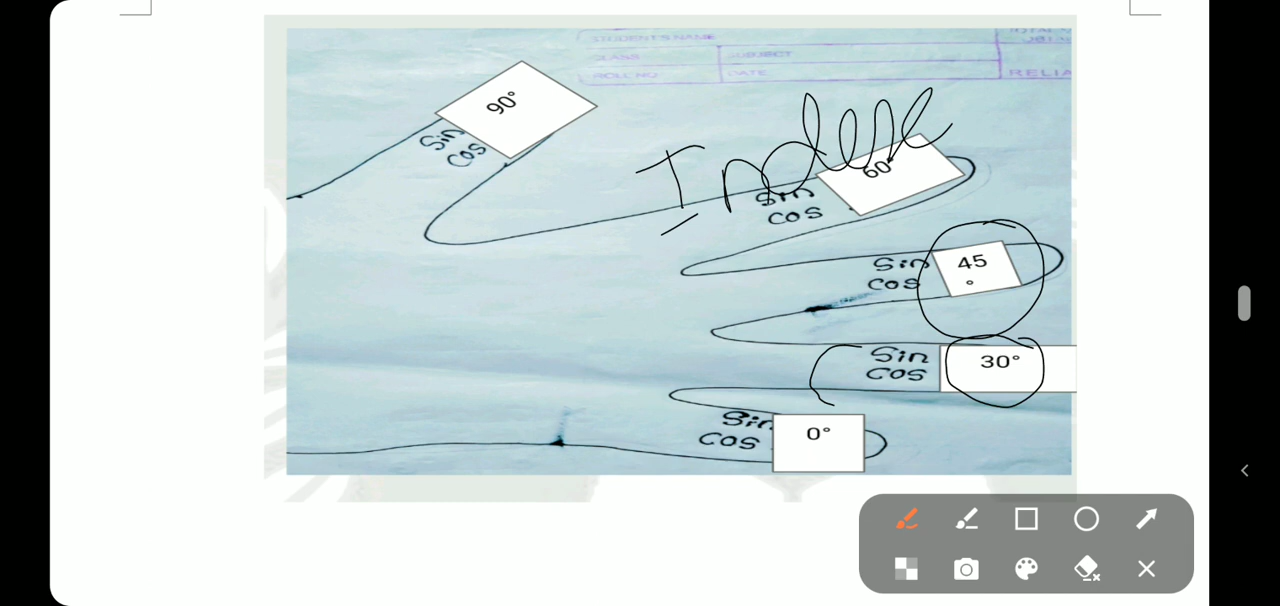 STUDENT'S NAME
CLASS
SUBJECT
ROLL NO
DATE
RELIA
90°
Sin
Cos
60°
Sin
Cos
45
°
Sin
Cos
30°
Sin
Cos
0°
Sin
Cos